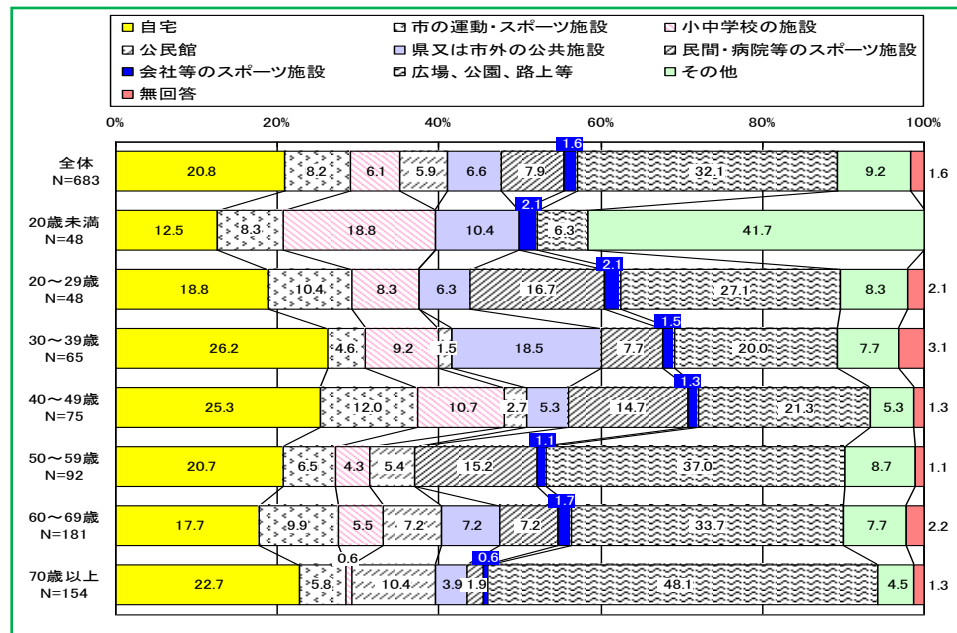 自宅 市の運動・スポーツ施設 小中学校の施設
公民館 県又は市外の公共施設 民間・病院等のスポーツ施設
会社等のスポーツ施設 広場、公園、路上等 その他
無回答
0% 20% 40% 60% 80% 100%
全体
N=683
20.8 8.2 6.1 5.9 6.6 7.9 1.6 32.1 9.2 1.6
20歳未満
N=48
12.5 8.3 18.8 10.4 2.1 6.3 41.7
20~29歳
N=48
18.8 10.4 8.3 6.3 16.7 2.1 27.1 8.3 2.1
30~39歳
N=65
26.2 4.6 9.2 1.5 18.5 7.7 1.5 20.0 7.7 3.1
40~49歳
N=75
25.3 12.0 10.7 2.7 5.3 14.7 1.3 21.3 5.3 1.3
50~59歳
N=92
20.7 6.5 4.3 5.4 15.2 1.1 37.0 8.7 1.1
60~69歳
N=181
17.7 9.9 5.5 7.2 7.2 7.2 1.7 33.7 7.7 2.2
70歳以上
N=154
22.7 5.8 0.6 10.4 3.9 1.9 0.6 48.1 4.5 1.3